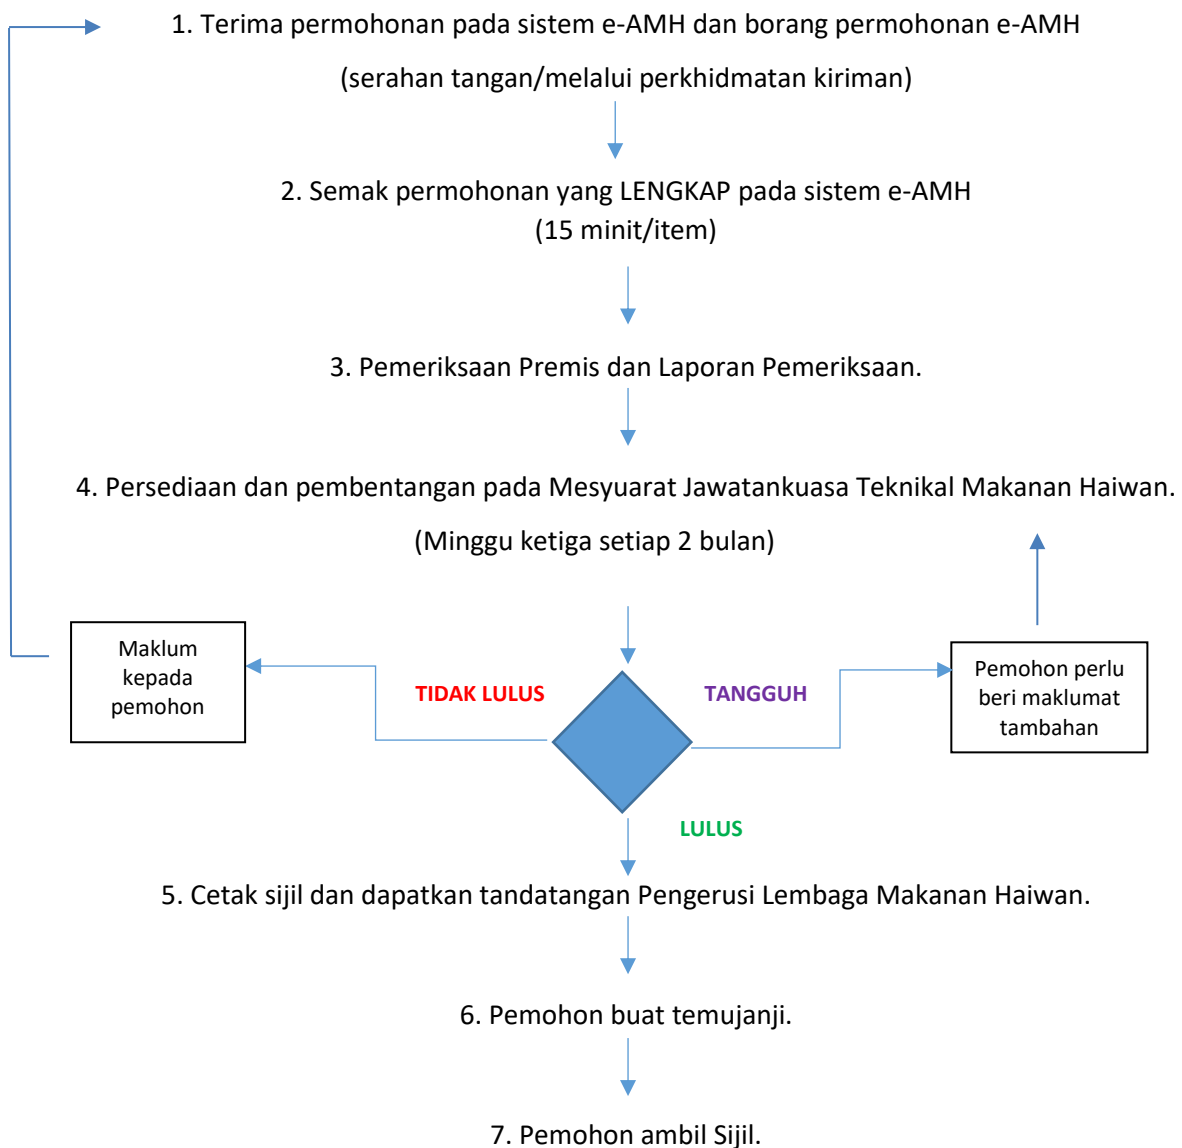 1. Terima permohonan pada sistem e-AMH dan borang permohonan e-AMH
(serahan tangan/melalui perkhidmatan kiriman)
2. Semak permohonan yang LENGKAP pada sistem e-AMH
(15 minit/item)
3. Pemeriksaan Premis dan Laporan Pemeriksaan.
4. Persediaan dan pembentangan pada Mesyuarat Jawatankuasa Teknikal Makanan Haiwan.
(Minggu ketiga setiap 2 bulan)
Maklum
kepada
pemohon
TIDAK LULUS
TANGGUH
Pemohon perlu
beri maklumat
tambahan
LULUS
5. Cetak sijil dan dapatkan tandatangan Pengerusi Lembaga Makanan Haiwan.
6. Pemohon buat temujanji.
7. Pemohon ambil Sijil.